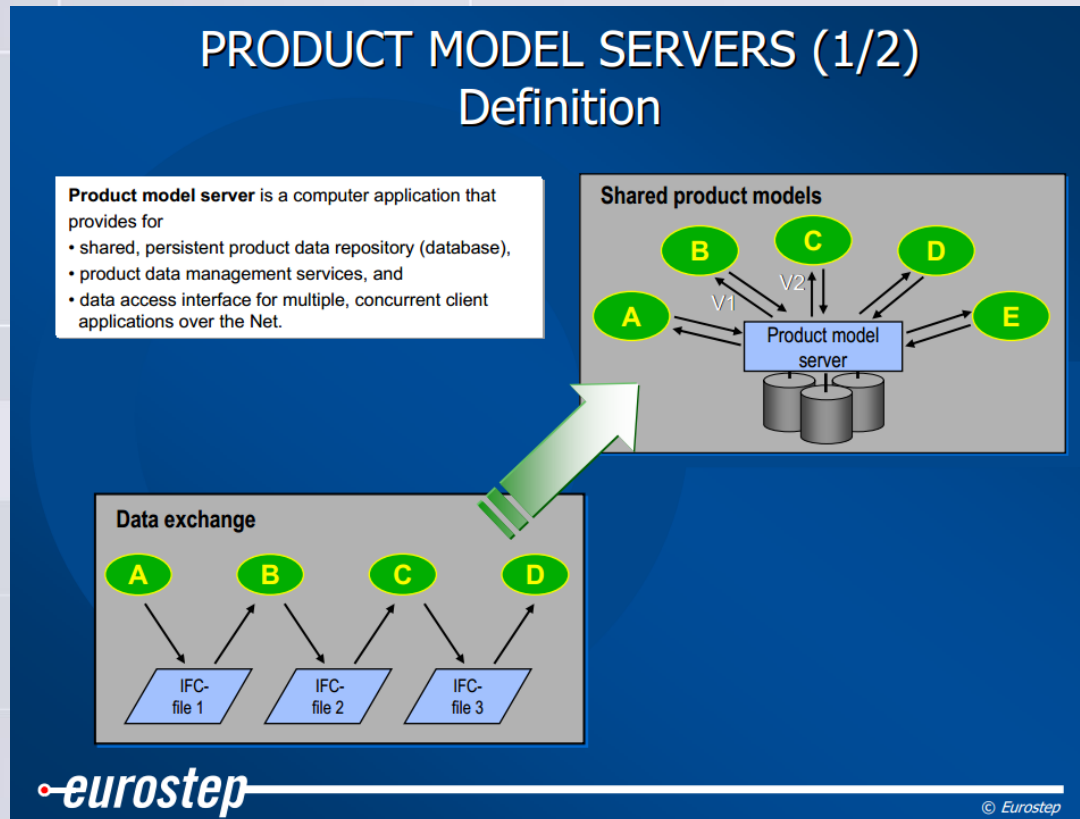 PRODUCT MODEL SERVERS (1/2)
Definition
Product model server is a computer application that
provides for
• shared, persistent product data repository (database),
• product data management services, and
• data access interface for multiple, concurrent client
applications over the Net.
Shared product models
A
B
C
D
E
V1
V2
Product model
server
Data exchange
A
B
C
D
IFC-
file 1
IFC-
file 2
IFC-
file 3
eurostep
© Eurostep